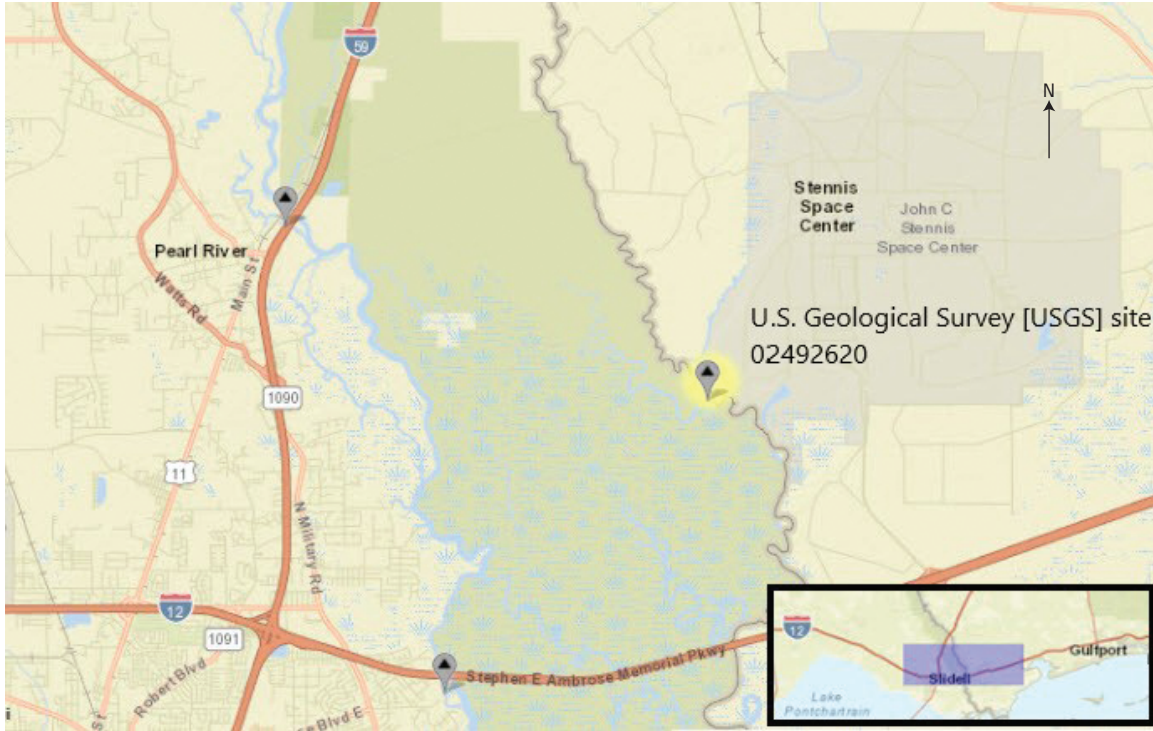 59
N
Stennis
Space
Center
John C
Stennis
Space Center
Pearl River
Main St
Watts Rd
U.S. Geological Survey [USGS] site
02492620
1090
11
N Military Rd
12
1091
Robert Blvd
Stephen E Ambrose Memorial Pkwy
St
Blvd E
12
Gulfport
Slidell
Lake
Pontchartrain